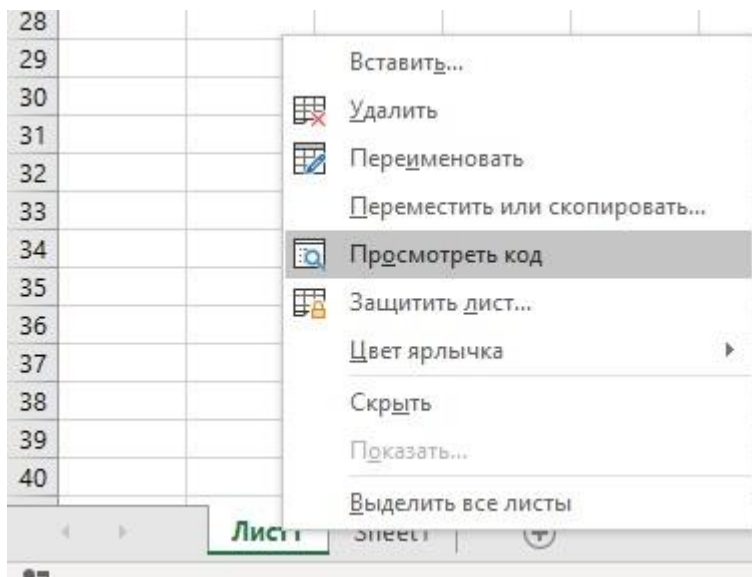 28
29
30
31
32
33
34
35
36
37
38
39
40
Вставить...
Удалить
Переименовать
Переместить или скопировать...
Просмотреть код
Защитить лист...
Цвет ярлычка
Скрыть
Показать...
Выделить все листы
Лист1
Sheet1